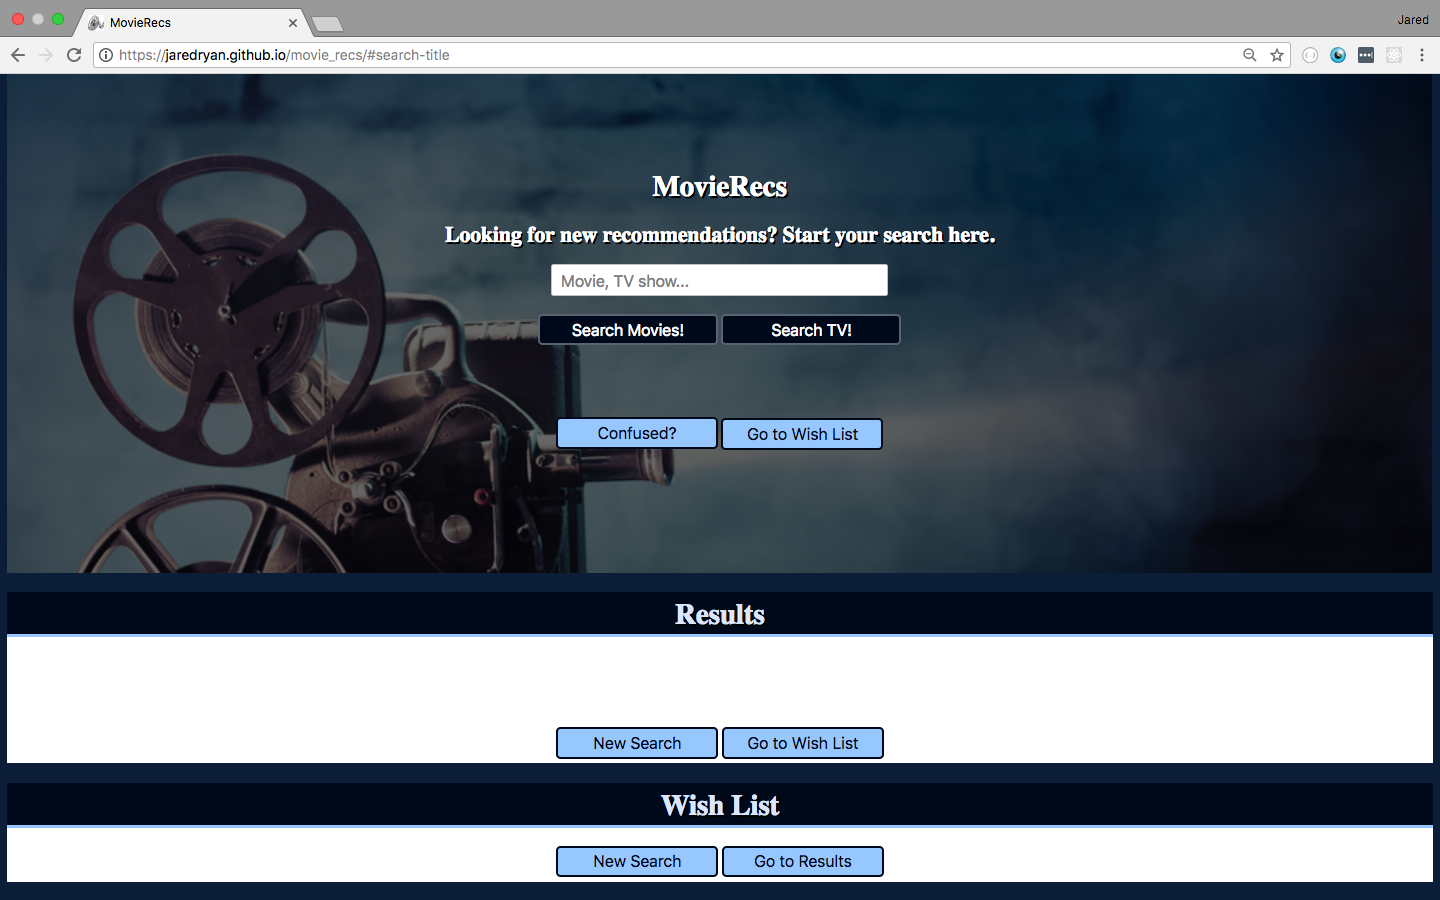 MovieRecs
Jared
https://jaredryan.github.io/movie_recs/#search-title
MovieRecs
Looking for new recommendations? Start your search here.
Movie, TV show...
Search Movies! Search TV!
Confused? Go to Wish List
Results
New Search Go to Wish List
Wish List
New Search Go to Results